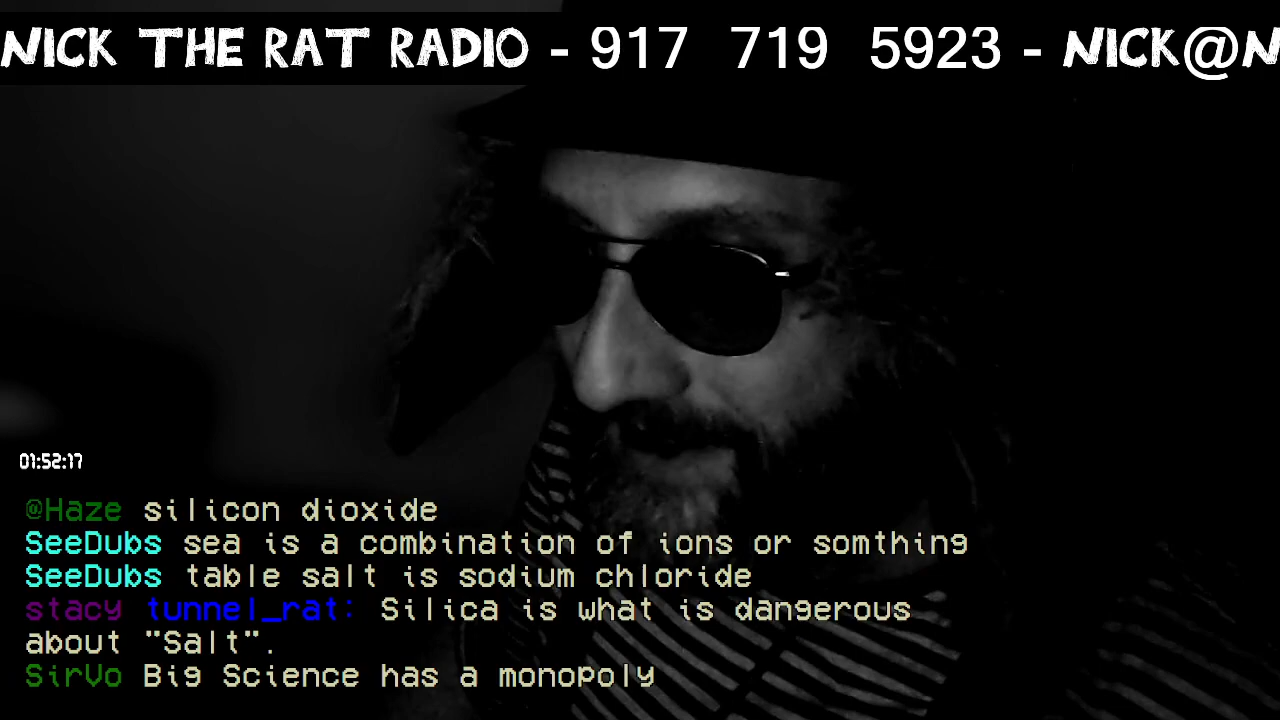 NICK THE RAT RADIO - 917 719 5923 - NICK@N
01:52:17
@Haze silicon dioxide
SeeDubs sea is a combination of ions or somthing
SeeDubs table salt is sodium chloride
stacy tunnel_rat: Silica is what is dangerous
about "Salt".
SirVo Big Science has a monopoly